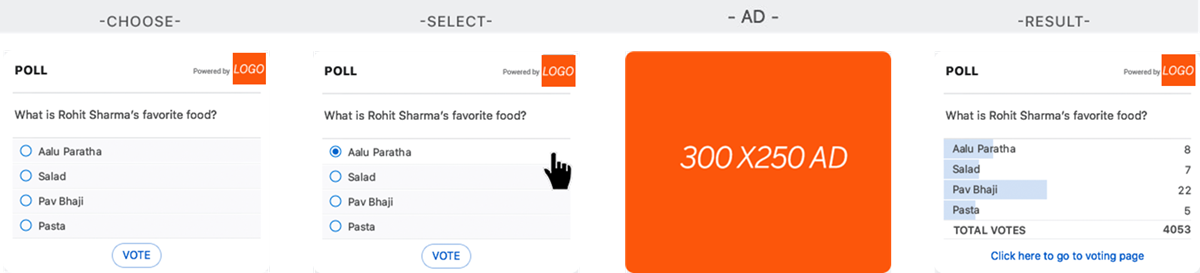 -CHOOSE-
POLL
Powered by LOGO
What is Rohit Sharma's favorite food?
Aalu Paratha
Salad
Pav Bhaji
Pasta
VOTE
-SELECT-
POLL
Powered by LOGO
What is Rohit Sharma's favorite food?
Aalu Paratha
Salad
Pav Bhaji
Pasta
VOTE
- AD -
300 X250 AD
-RESULT-
POLL
Powered by LOGO
What is Rohit Sharma's favorite food?
Aalu Paratha 8
Salad 7
Pav Bhaji 22
Pasta 5
TOTAL VOTES 4053
Click here to go to voting page